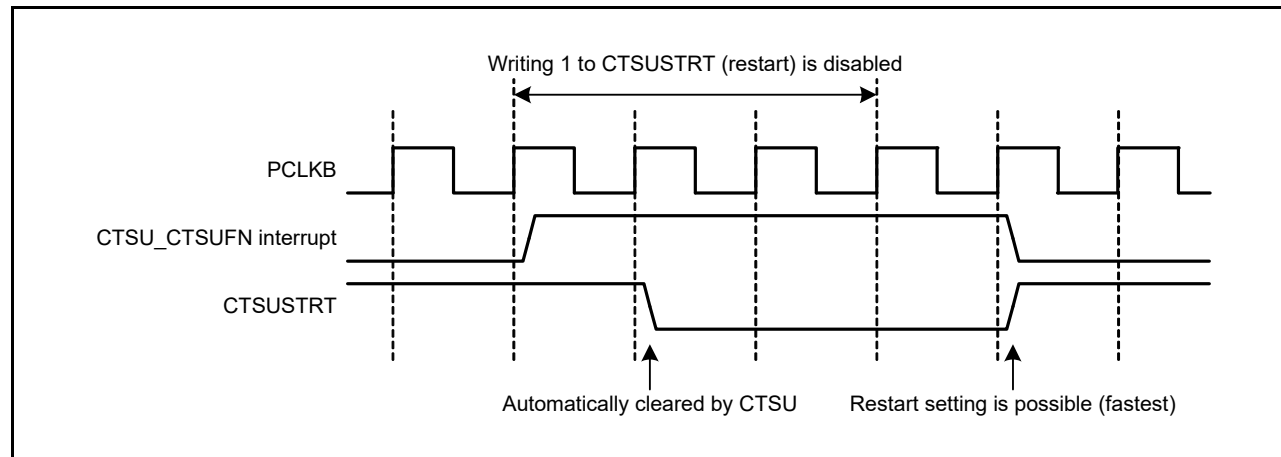 Writing 1 to CTSUSTRT (restart) is disabled
PCLKB
CTSU_CTSUFN interrupt
CTSUSTRT
Automatically cleared by CTSU
Restart setting is possible (fastest)